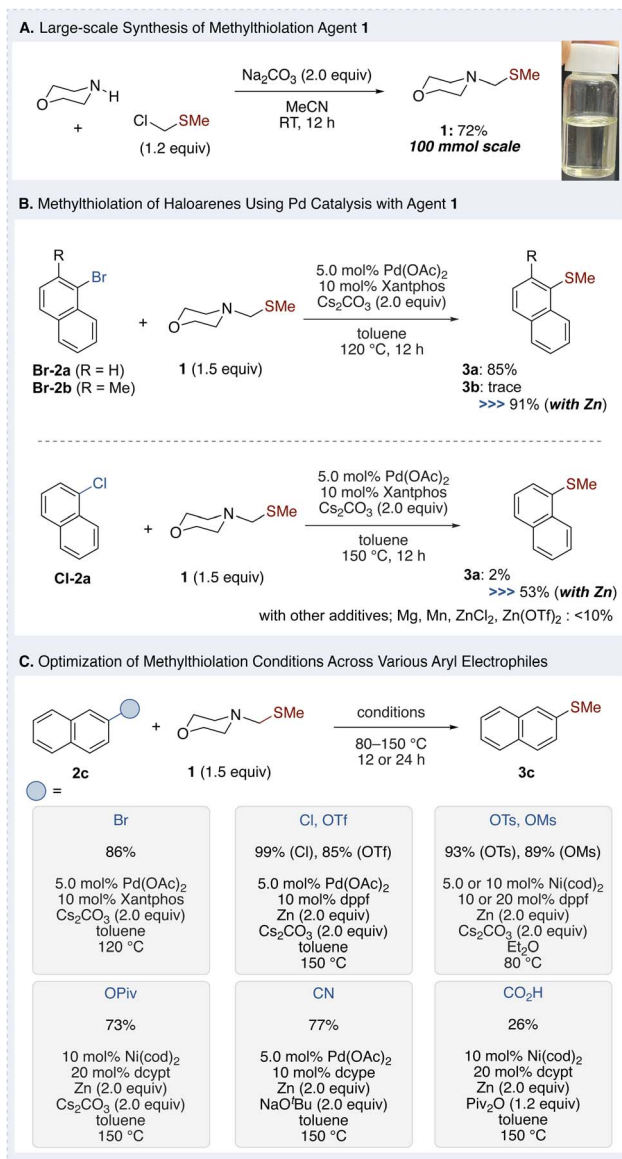 A. Large-scale Synthesis of Methylthiolation Agent 1
O
N
H
+
Cl
SMe
(1.2 equiv)
Na2CO3 (2.0 equiv)
MeCN
RT, 12 h
O
N
SMe
1: 72%
100 mmol scale
B. Methylthiolation of Haloarenes Using Pd Catalysis with Agent 1
R
Br
Br-2a (R = H)
Br-2b (R = Me)
+
O
N
SMe
1 (1.5 equiv)
5.0 mol% Pd(OAc)2
10 mol% Xantphos
Cs2CO3 (2.0 equiv)
toluene
120 °C, 12 h
R
SMe
3a: 85%
3b: trace
>>> 91% (with Zn)
Cl
Cl-2a
+
O
N
SMe
1 (1.5 equiv)
5.0 mol% Pd(OAc)2
10 mol% Xantphos
Cs2CO3 (2.0 equiv)
toluene
150 °C, 12 h
SMe
3a: 2%
>>> 53% (with Zn)
with other additives; Mg, Mn, ZnCl2, Zn(OTf)2 : <10%
C. Optimization of Methylthiolation Conditions Across Various Aryl Electrophiles
2c
+
O
N
SMe
1 (1.5 equiv)
conditions
80–150 °C
12 or 24 h
SMe
3c
=
Br
86%
5.0 mol% Pd(OAc)2
10 mol% Xantphos
Cs2CO3 (2.0 equiv)
toluene
120 °C
Cl, OTf
99% (Cl), 85% (OTf)
5.0 mol% Pd(OAc)2
10 mol% dppf
Zn (2.0 equiv)
Cs2CO3 (2.0 equiv)
toluene
150 °C
OTs, OMs
93% (OTs), 89% (OMs)
5.0 or 10 mol% Ni(cod)2
10 or 20 mol% dppf
Zn (2.0 equiv)
Cs2CO3 (2.0 equiv)
Et2O
80 °C
OPiv
73%
10 mol% Ni(cod)2
20 mol% dcypt
Zn (2.0 equiv)
Cs2CO3 (2.0 equiv)
toluene
150 °C
CN
77%
5.0 mol% Pd(OAc)2
10 mol% dcype
Zn (2.0 equiv)
NaOtBu (2.0 equiv)
toluene
150 °C
CO2H
26%
10 mol% Ni(cod)2
20 mol% dcypt
Zn (2.0 equiv)
Piv2O (1.2 equiv)
toluene
150 °C